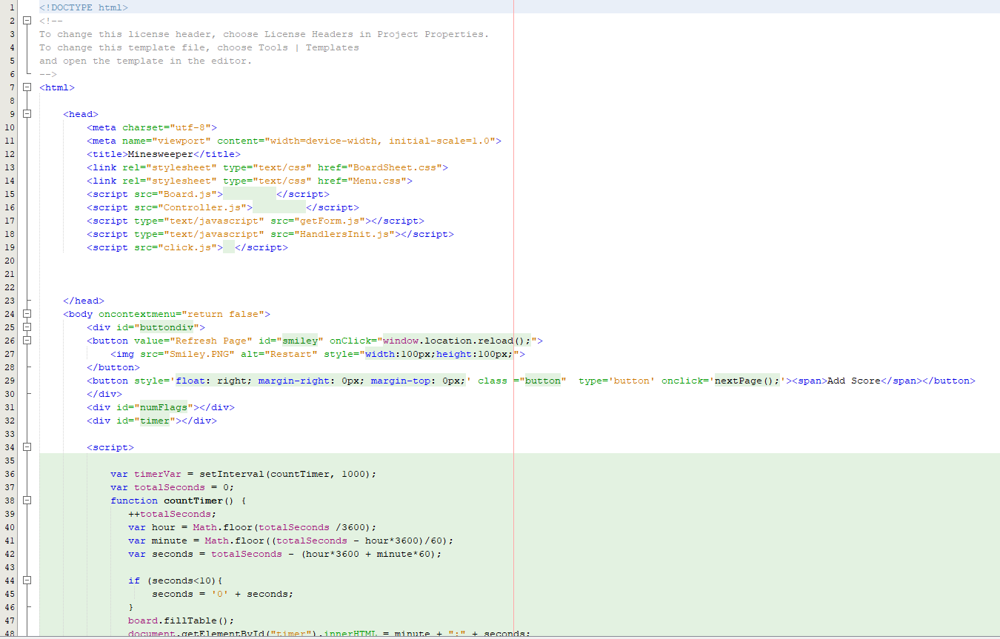 1 <!DOCTYPE html>
2 <!--
3 To change this license header, choose License Headers in Project Properties.
4 To change this template file, choose Tools | Templates
5 and open the template in the editor.
6 -->
7 <html>
8
9 <head>
10 <meta charset="utf-8">
11 <meta name="viewport" content="width=device-width, initial-scale=1.0">
12 <title>Minesweeper</title>
13 <link rel="stylesheet" type="text/css" href="BoardSheet.css">
14 <link rel="stylesheet" type="text/css" href="Menu.css">
15 <script src="Board.js">         </script>
16 <script src="Controller.js">         </script>
17 <script type="text/javascript" src="getForm.js"></script>
18 <script type="text/javascript" src="HandlersInit.js"></script>
19 <script src="click.js">  </script>
20
21
22
23 </head>
24 <body oncontextmenu="return false">
25 <div id="buttondiv">
26 <button value="Refresh Page" id="smiley" onClick="window.location.reload();">
27 <img src="Smiley.PNG" alt="Restart" style="width:100px;height:100px;">
28 </button>
29 <button style='float: right; margin-right: 0px; margin-top: 0px;' class ="button"  type='button' onclick='nextPage();'><span>Add Score</span></button>
30 </div>
31 <div id="numFlags"></div>
32 <div id="timer"></div>
33
34 <script>
35
36 var timerVar = setInterval(countTimer, 1000);
37 var totalSeconds = 0;
38 function countTimer() {
39 ++totalSeconds;
40 var hour = Math.floor(totalSeconds /3600);
41 var minute = Math.floor((totalSeconds - hour*3600)/60);
42 var seconds = totalSeconds - (hour*3600 + minute*60);
43
44 if (seconds<10){
45 seconds = '0' + seconds;
46 }
47 board.fillTable();
48 document.getElementById("timer").innerHTML = minute + ":" + seconds;